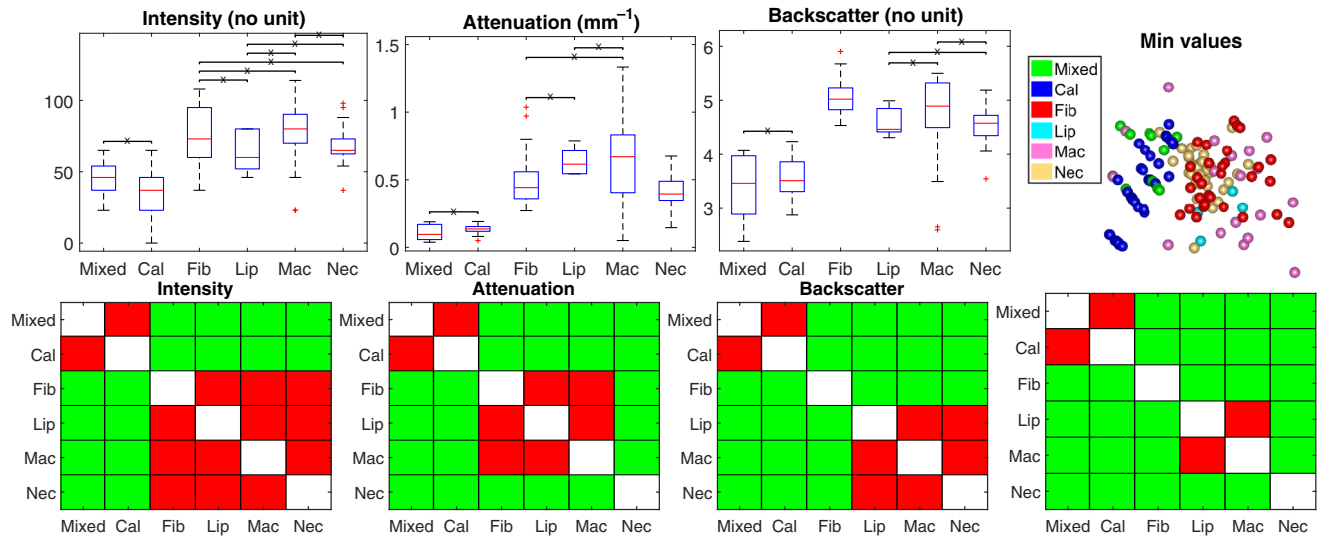 Intensity (no unit)
100
50
0
Mixed Cal Fib Lip Mac Nec
Attenuation (mm⁻¹)
1.5
1
0.5
0
Mixed Cal Fib Lip Mac Nec
Backscatter (no unit)
6
5
4
3
Mixed Cal Fib Lip Mac Nec
Min values
Mixed
Cal
Fib
Lip
Mac
Nec
Intensity
Mixed
Cal
Fib
Lip
Mac
Nec
Mixed Cal Fib Lip Mac Nec
Attenuation
Mixed
Cal
Fib
Lip
Mac
Nec
Mixed Cal Fib Lip Mac Nec
Backscatter
Mixed
Cal
Fib
Lip
Mac
Nec
Mixed Cal Fib Lip Mac Nec
Mixed
Cal
Fib
Lip
Mac
Nec
Mixed Cal Fib Lip Mac Nec